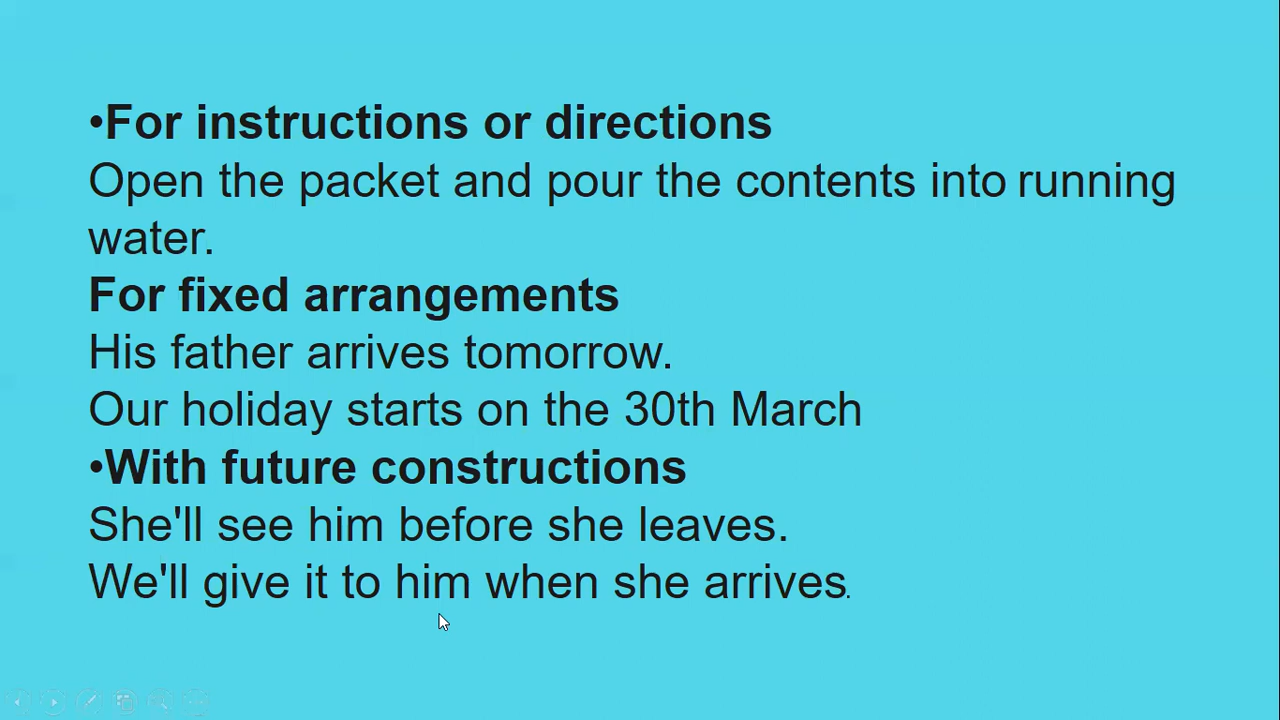 •For instructions or directions
Open the packet and pour the contents into running
water.
For fixed arrangements
His father arrives tomorrow.
Our holiday starts on the 30th March
•With future constructions
She'll see him before she leaves.
We'll give it to him when she arrives.